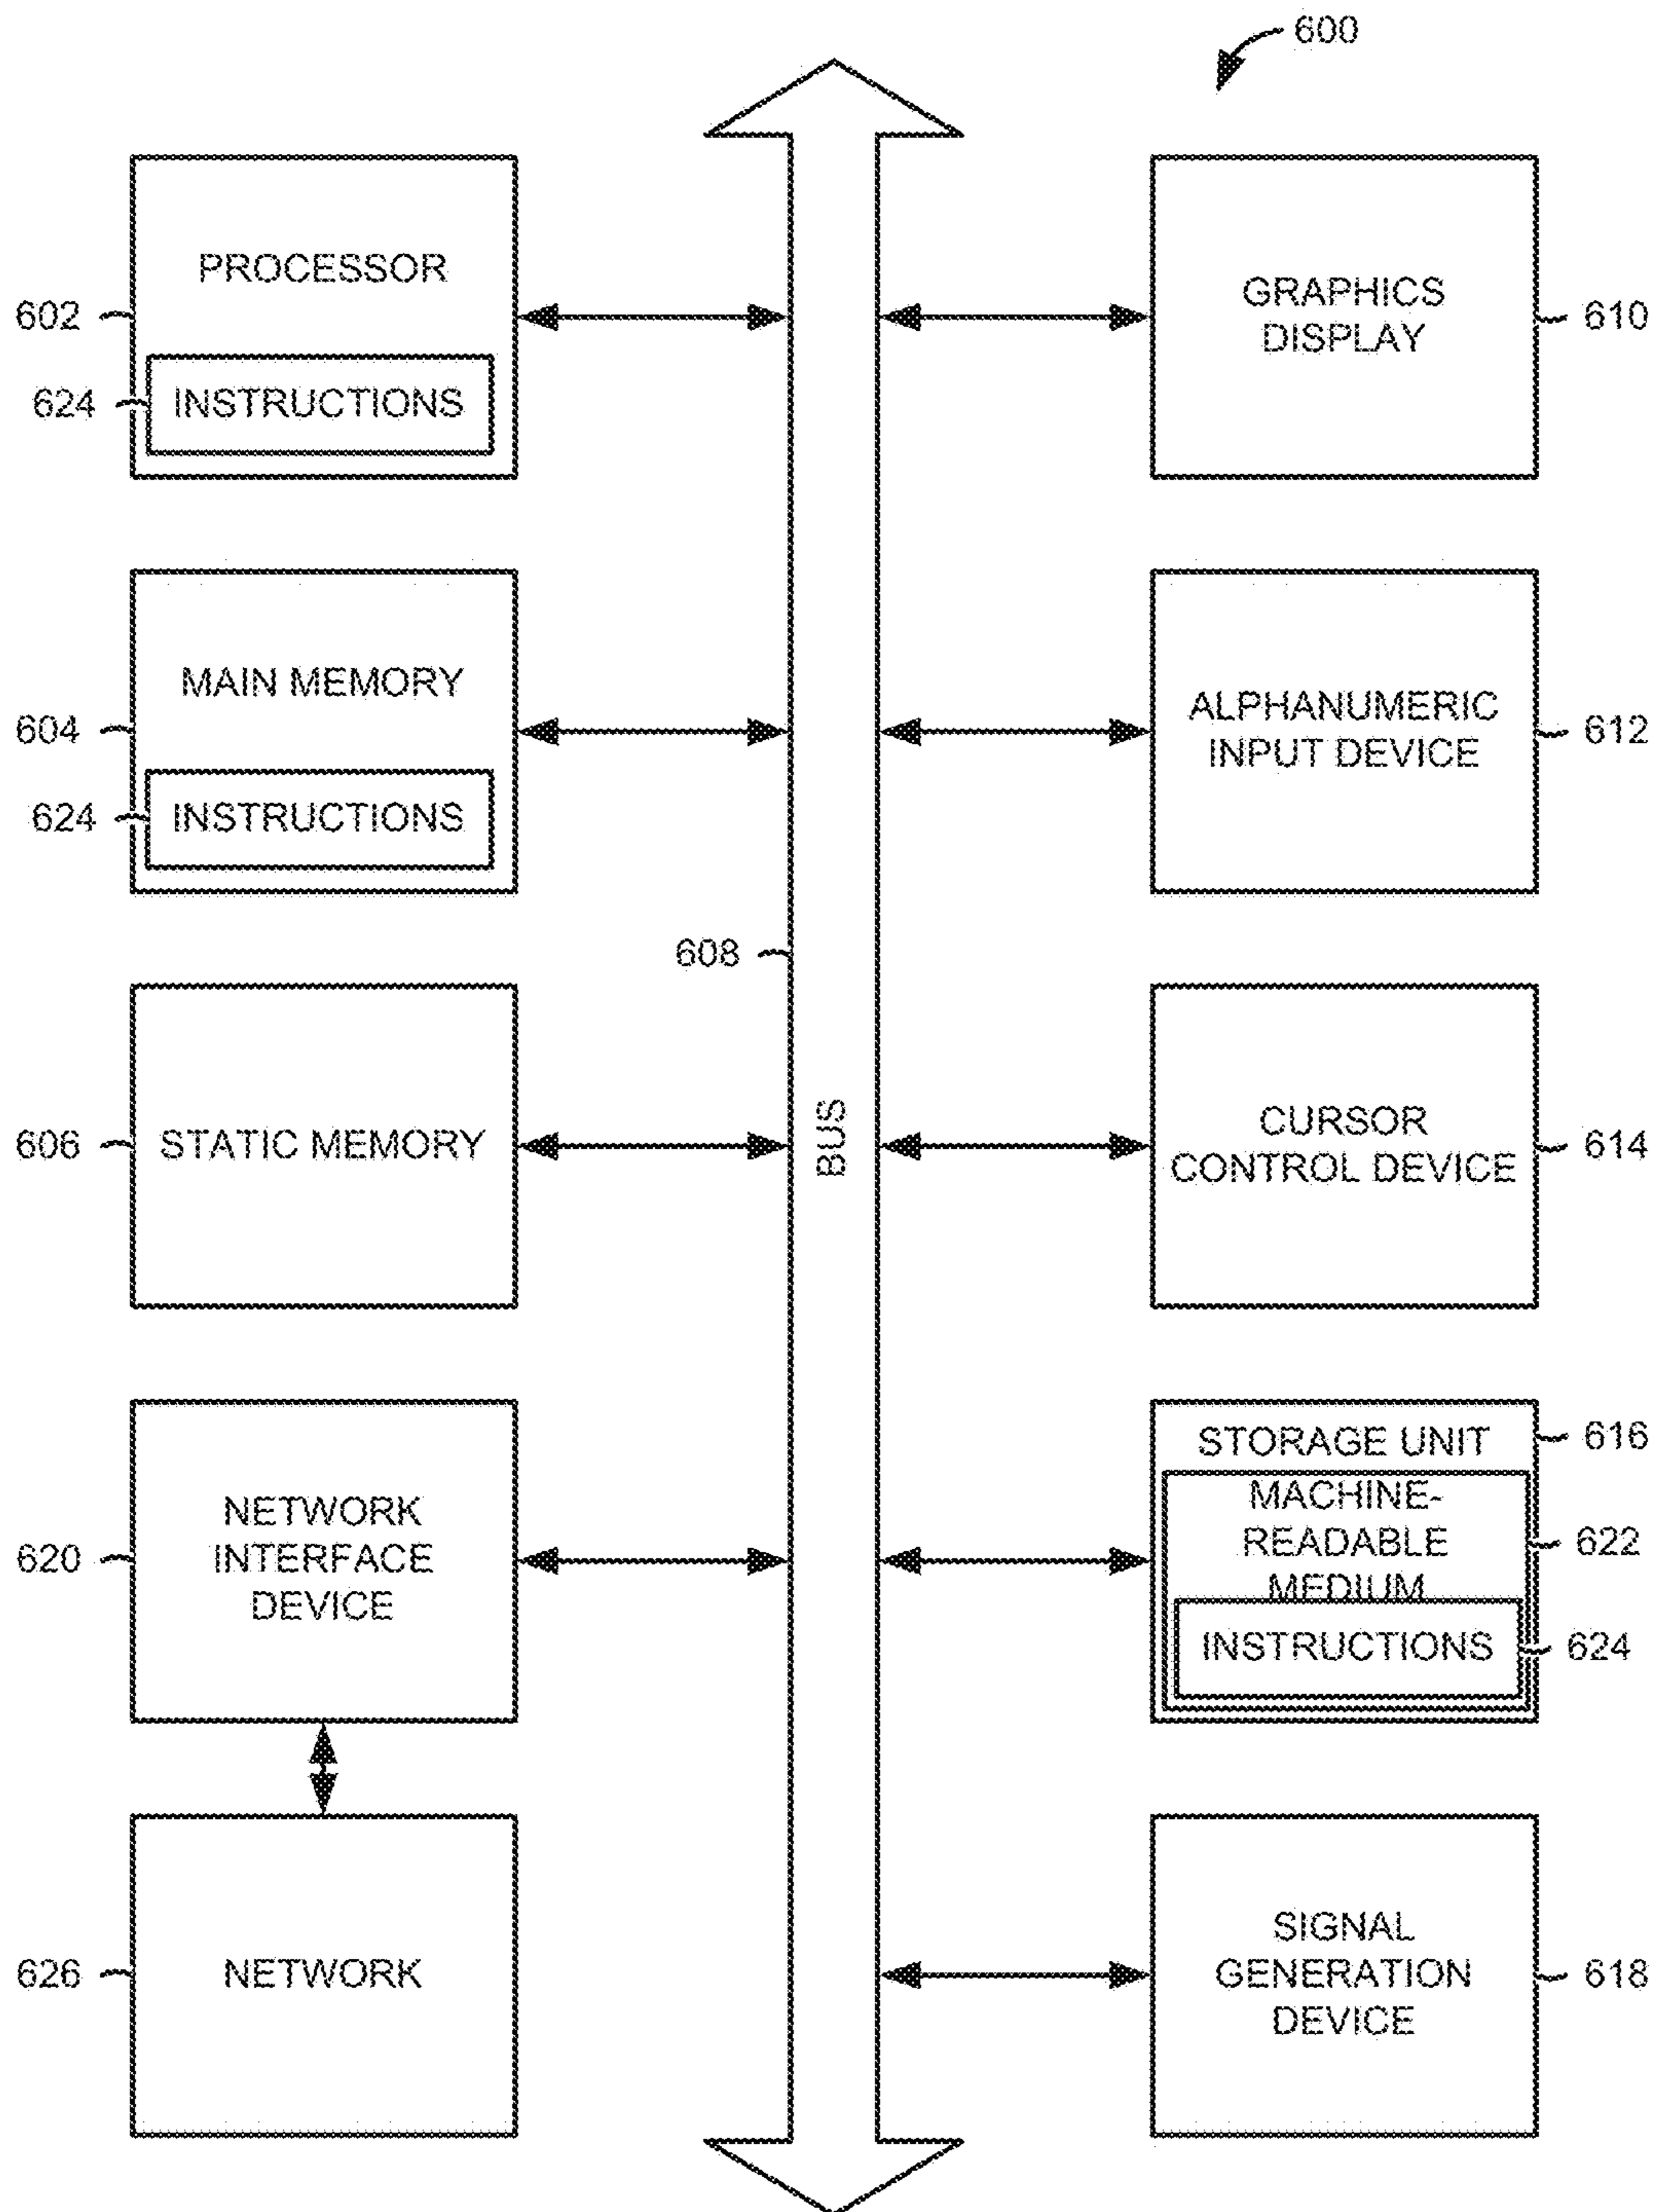 600
PROCESSOR
602
624
INSTRUCTIONS
GRAPHICS
DISPLAY
610
MAIN MEMORY
604
624
INSTRUCTIONS
ALPHANUMERIC
INPUT DEVICE
612
608
BUS
606
STATIC MEMORY
CURSOR
CONTROL DEVICE
614
620
NETWORK
INTERFACE
DEVICE
STORAGE UNIT
616
MACHINE-
READABLE
MEDIUM
622
INSTRUCTIONS
624
626
NETWORK
SIGNAL
GENERATION
DEVICE
618